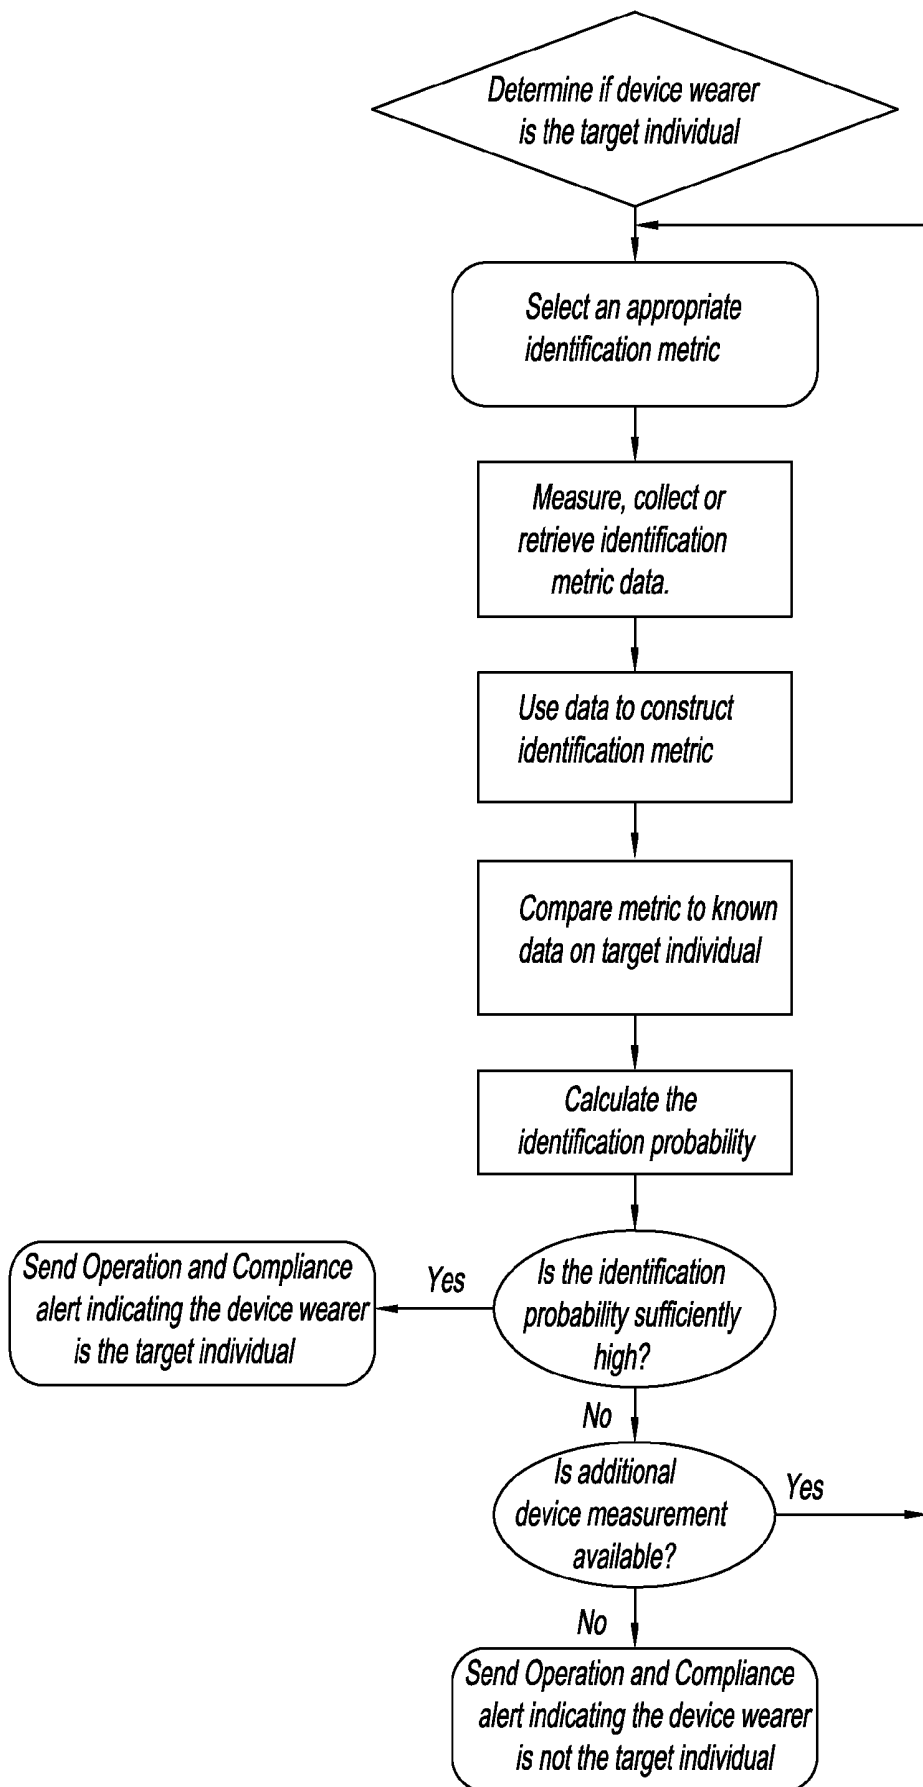 Determine if device wearer
is the target individual
Select an appropriate
identification metric
Measure, collect or
retrieve identification
metric data.
Use data to construct
identification metric
Compare metric to known
data on target individual
Calculate the
identification probability
Is the identification
probability sufficiently
high?
Yes
Send Operation and Compliance
alert indicating the device wearer
is the target individual
No
Is additional
device measurement
available?
Yes
No
Send Operation and Compliance
alert indicating the device wearer
is not the target individual